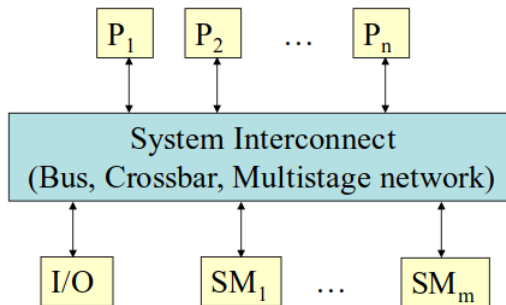 P₁ P₂ … Pₙ
System Interconnect
(Bus, Crossbar, Multistage network)
I/O SM₁ … SMₘ